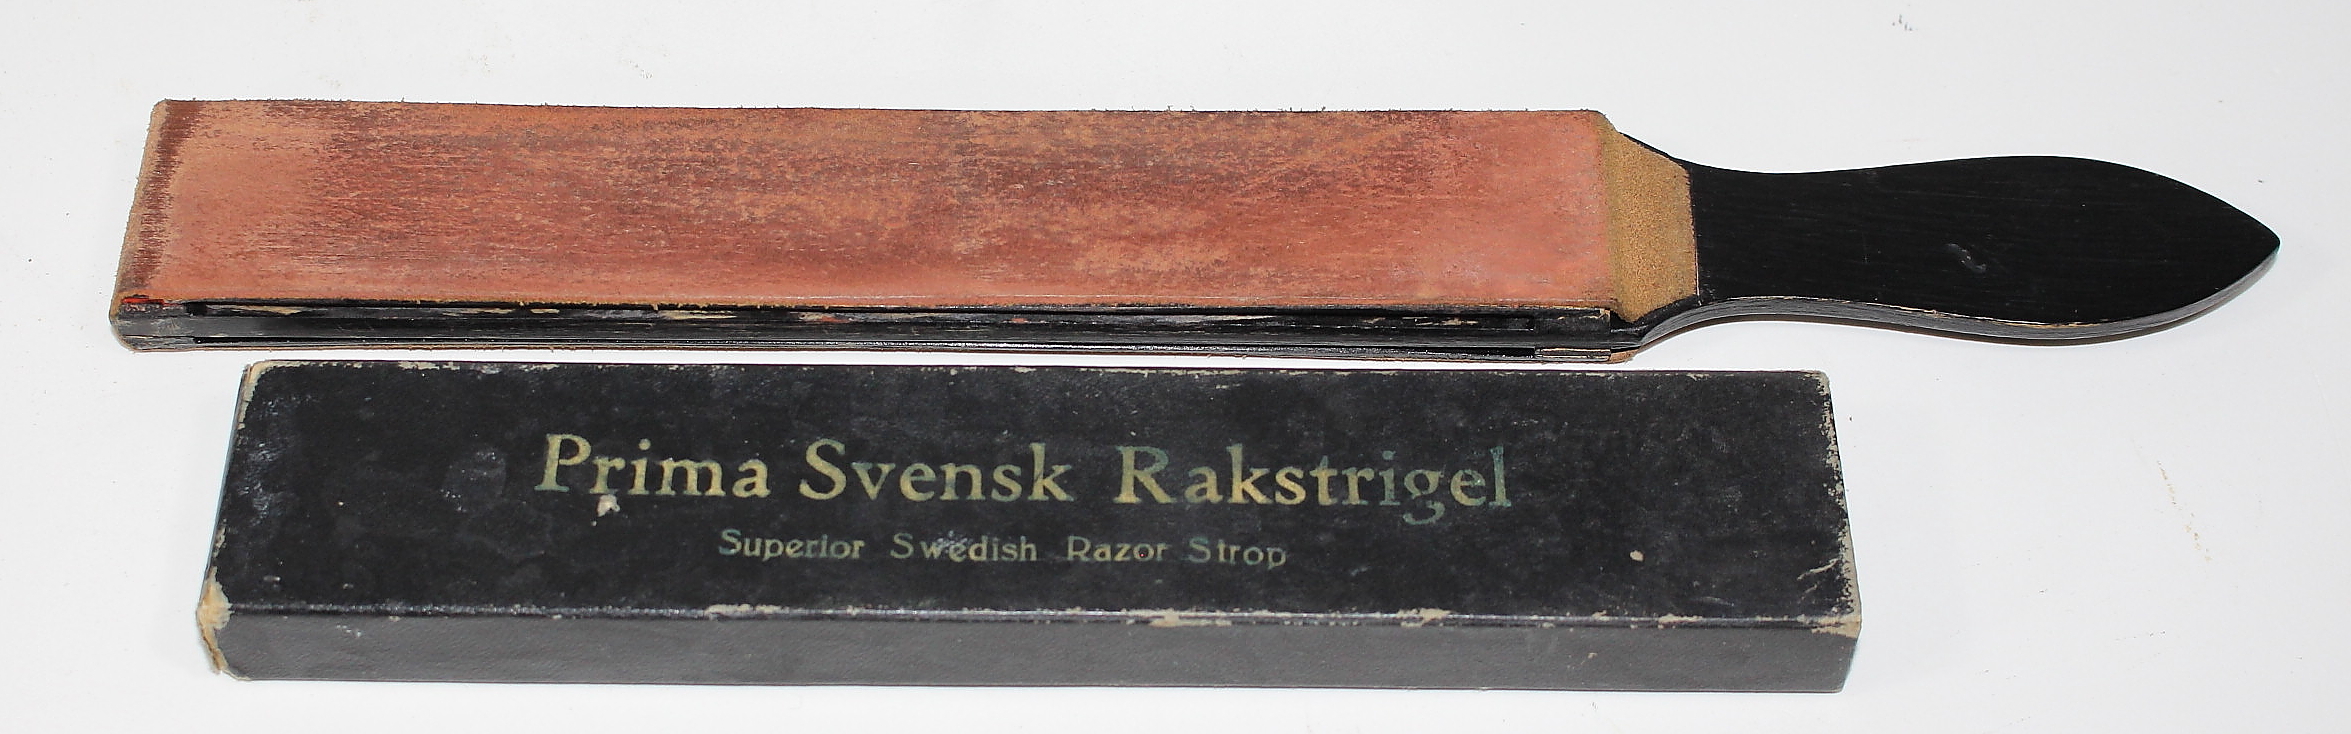 Prima Svensk Rakstrigel
Superior Swedish Razor Strop